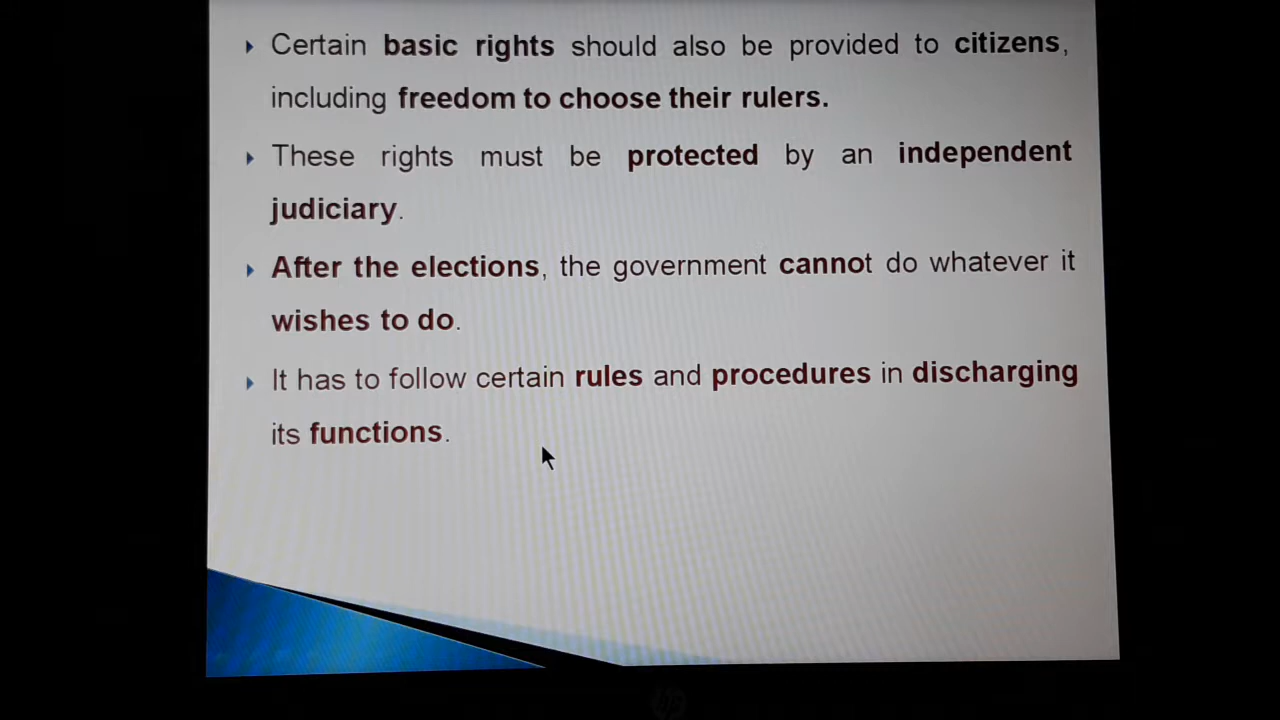 Certain basic rights should also be provided to citizens,
including freedom to choose their rulers.
These rights must be protected by an independent
judiciary.
After the elections, the government cannot do whatever it
wishes to do.
It has to follow certain rules and procedures in discharging
its functions.
hp